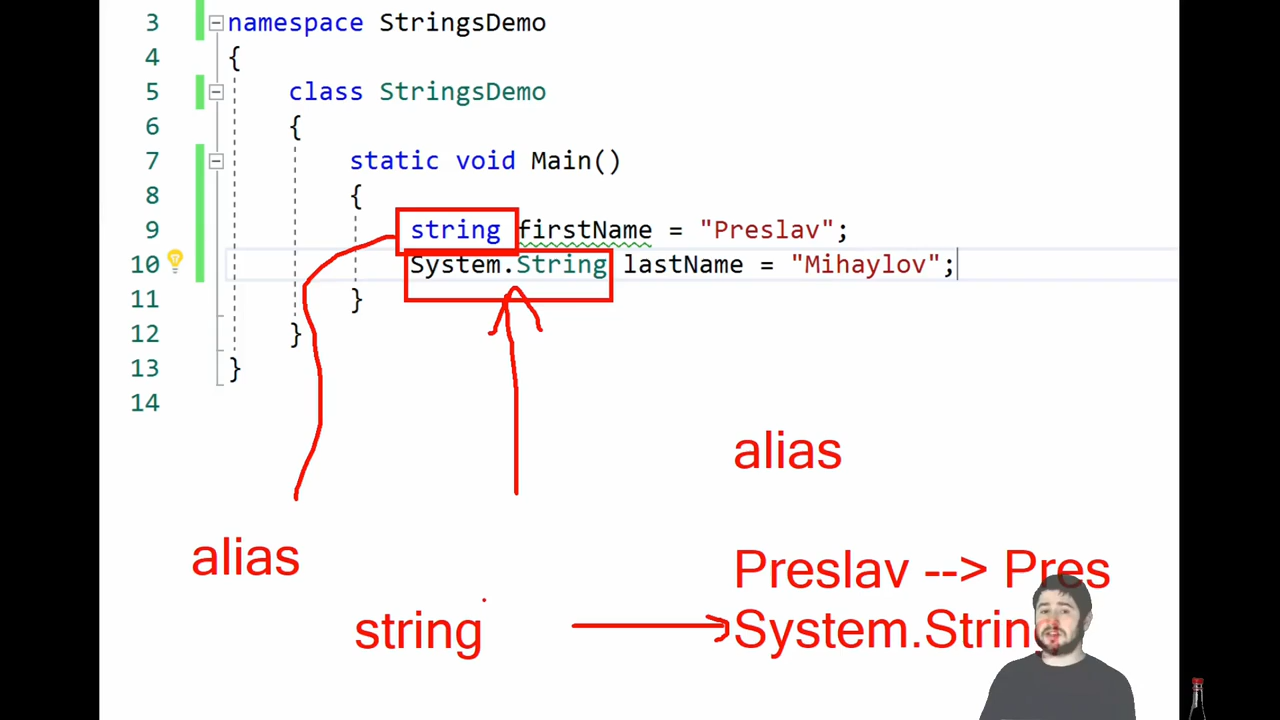 3 namespace StringsDemo
4 {
5 class StringsDemo
6 {
7 static void Main()
8 {
9 string firstName = "Preslav";
10 System.String lastName = "Mihaylov";
11 }
12 }
13 }
14
alias
alias
Preslav --> Pres
string System.String